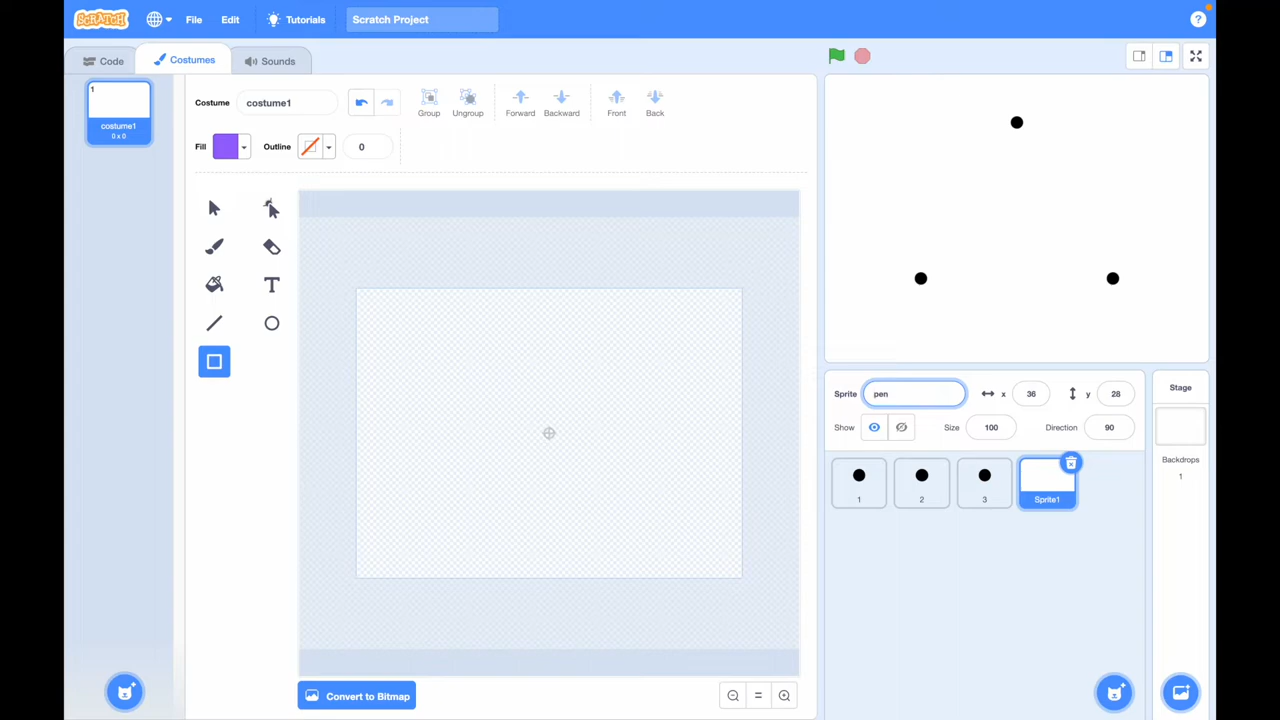 SCRATCH File Edit Tutorials Scratch Project ?
Code Costumes Sounds
1
costume1
0 x 0
Costume costume1 Group Ungroup Forward Backward Front Back
Fill Outline 0
T
Convert to Bitmap
Sprite pen x 36 y 28
Show Size 100 Direction 90
1 2 3 Sprite1
Stage
Backdrops
1